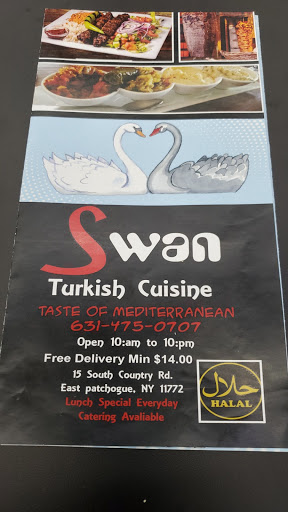 Swan
Turkish Cuisine
TASTE OF MEDITERRANEAN
631-475-0707
Open 10:am to 10:pm
Free Delivery Min $14.00
15 South Country Rd.
East patchogue, NY 11772
Lunch Special Everyday
Catering Avaliable
حلال
HALAL